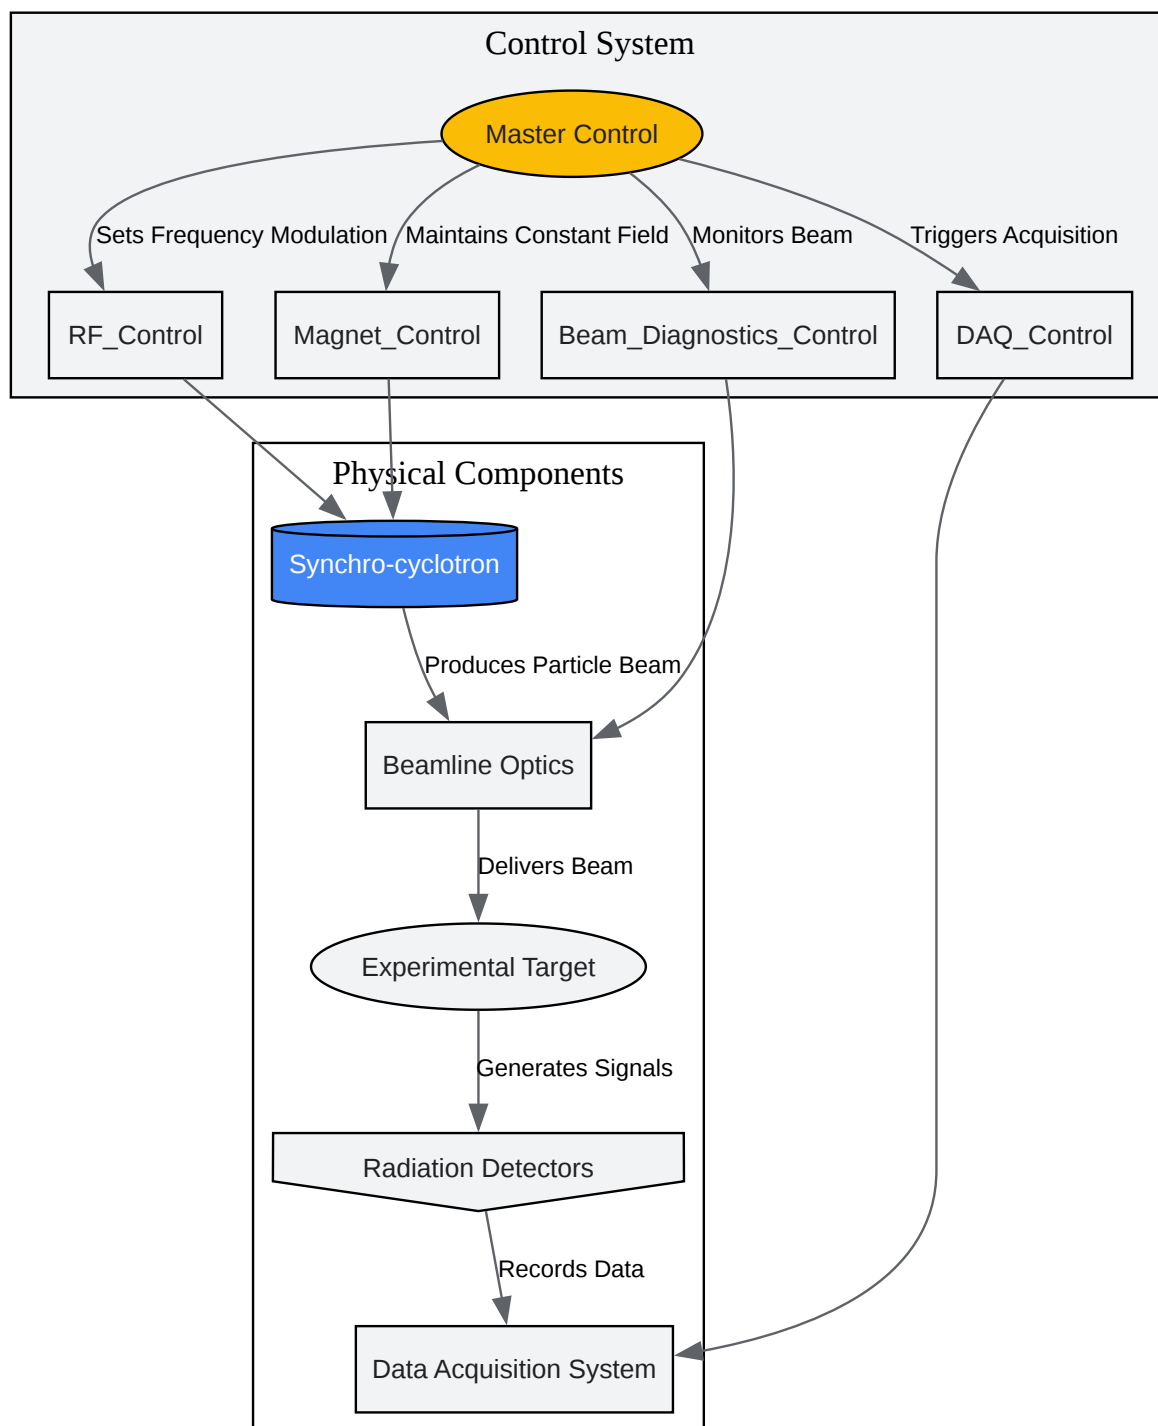 Control System
Master Control
Sets Frequency Modulation
Maintains Constant Field
Monitors Beam
Triggers Acquisition
RF_Control
Magnet_Control
Beam_Diagnostics_Control
DAQ_Control
Physical Components
Synchro-cyclotron
Produces Particle Beam
Beamline Optics
Delivers Beam
Experimental Target
Generates Signals
Radiation Detectors
Records Data
Data Acquisition System